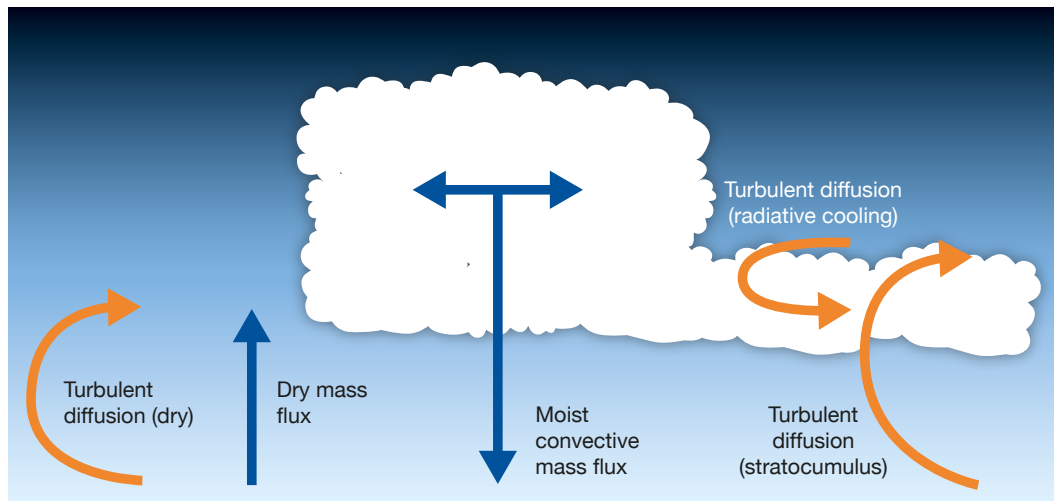 Turbulent diffusion
(radiative cooling)
Turbulent
diffusion (dry)
Dry mass
flux
Moist
convective
mass flux
Turbulent
diffusion
(stratocumulus)